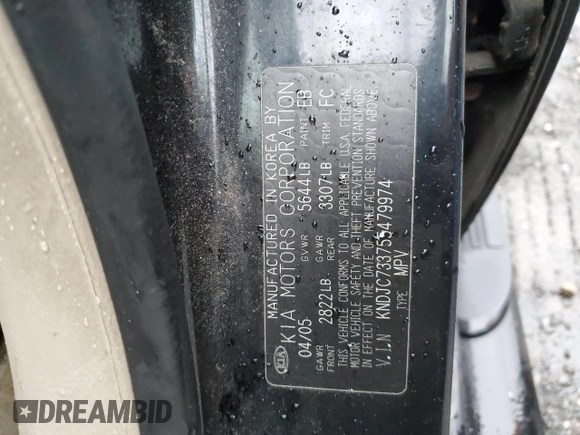 MANUFACTURED IN KOREA BY
KIA MOTORS CORPORATION
KIA
04/05 GVWR 5644LB PAINT EB
GAWR FRONT 2822LB GAWR REAR 3307LB TRIM FC
THIS VEHICLE CONFORMS TO ALL APPLICABLE U.S.A. FEDERAL
MOTOR VEHICLE SAFETY AND THEFT PREVENTION STANDARDS
IN EFFECT ON THE DATE OF MANUFACTURE SHOWN ABOVE.
V.I.N KNDJC733755479974
TYPE MPV
DREAMBID